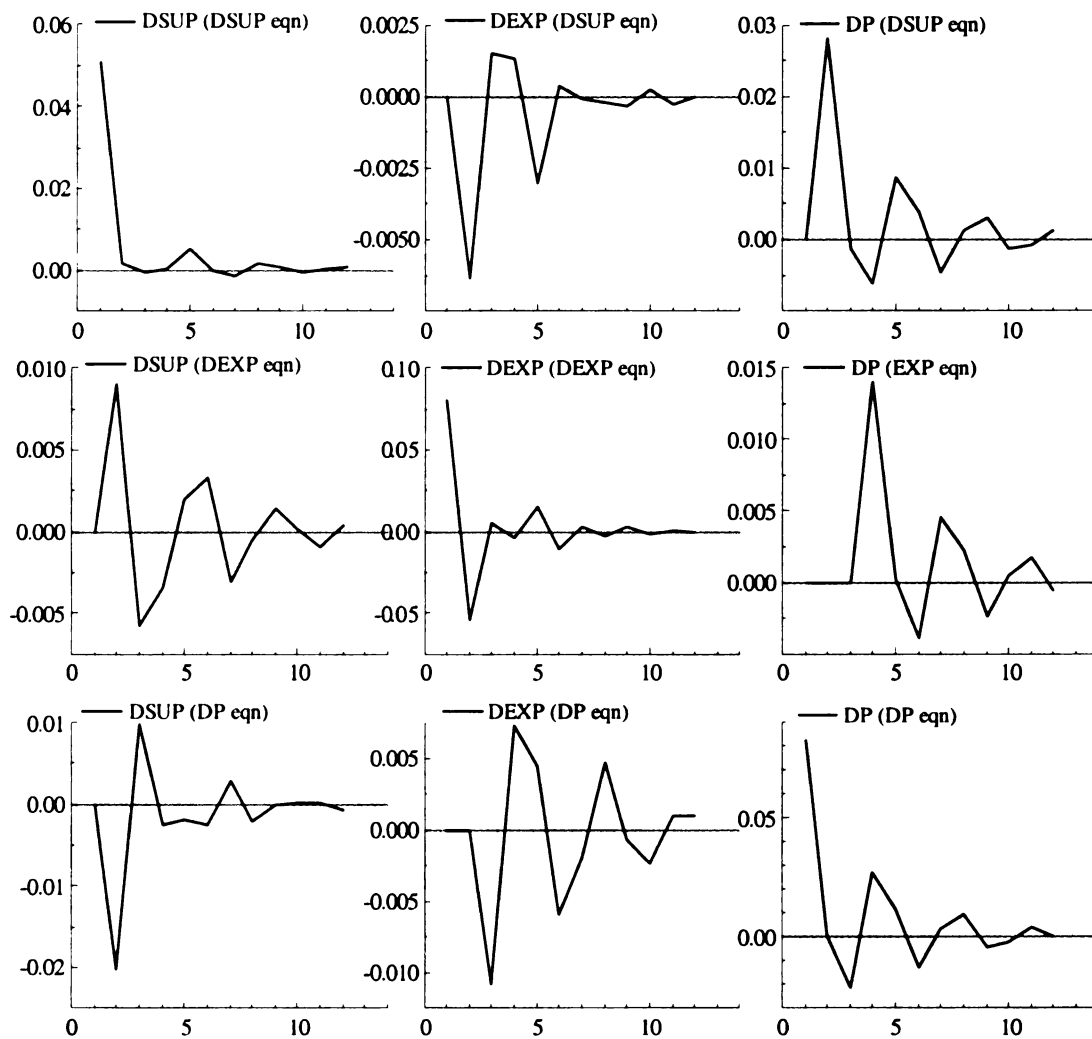 DSUP (DSUP eqn)
0.06
0.04
0.02
0.00
0 5 10
DEXP (DSUP eqn)
0.0025
0.0000
-0.0025
-0.0050
0 5 10
DP (DSUP eqn)
0.03
0.02
0.01
0.00
0 5 10
DSUP (DEXP eqn)
0.010
0.005
0.000
-0.005
0 5 10
DEXP (DEXP eqn)
0.10
0.05
0.00
-0.05
0 5 10
DP (EXP eqn)
0.015
0.010
0.005
0.000
0 5 10
DSUP (DP eqn)
0.01
0.00
-0.01
-0.02
0 5 10
DEXP (DP eqn)
0.005
0.000
-0.005
-0.010
0 5 10
DP (DP eqn)
0.05
0.00
0 5 10